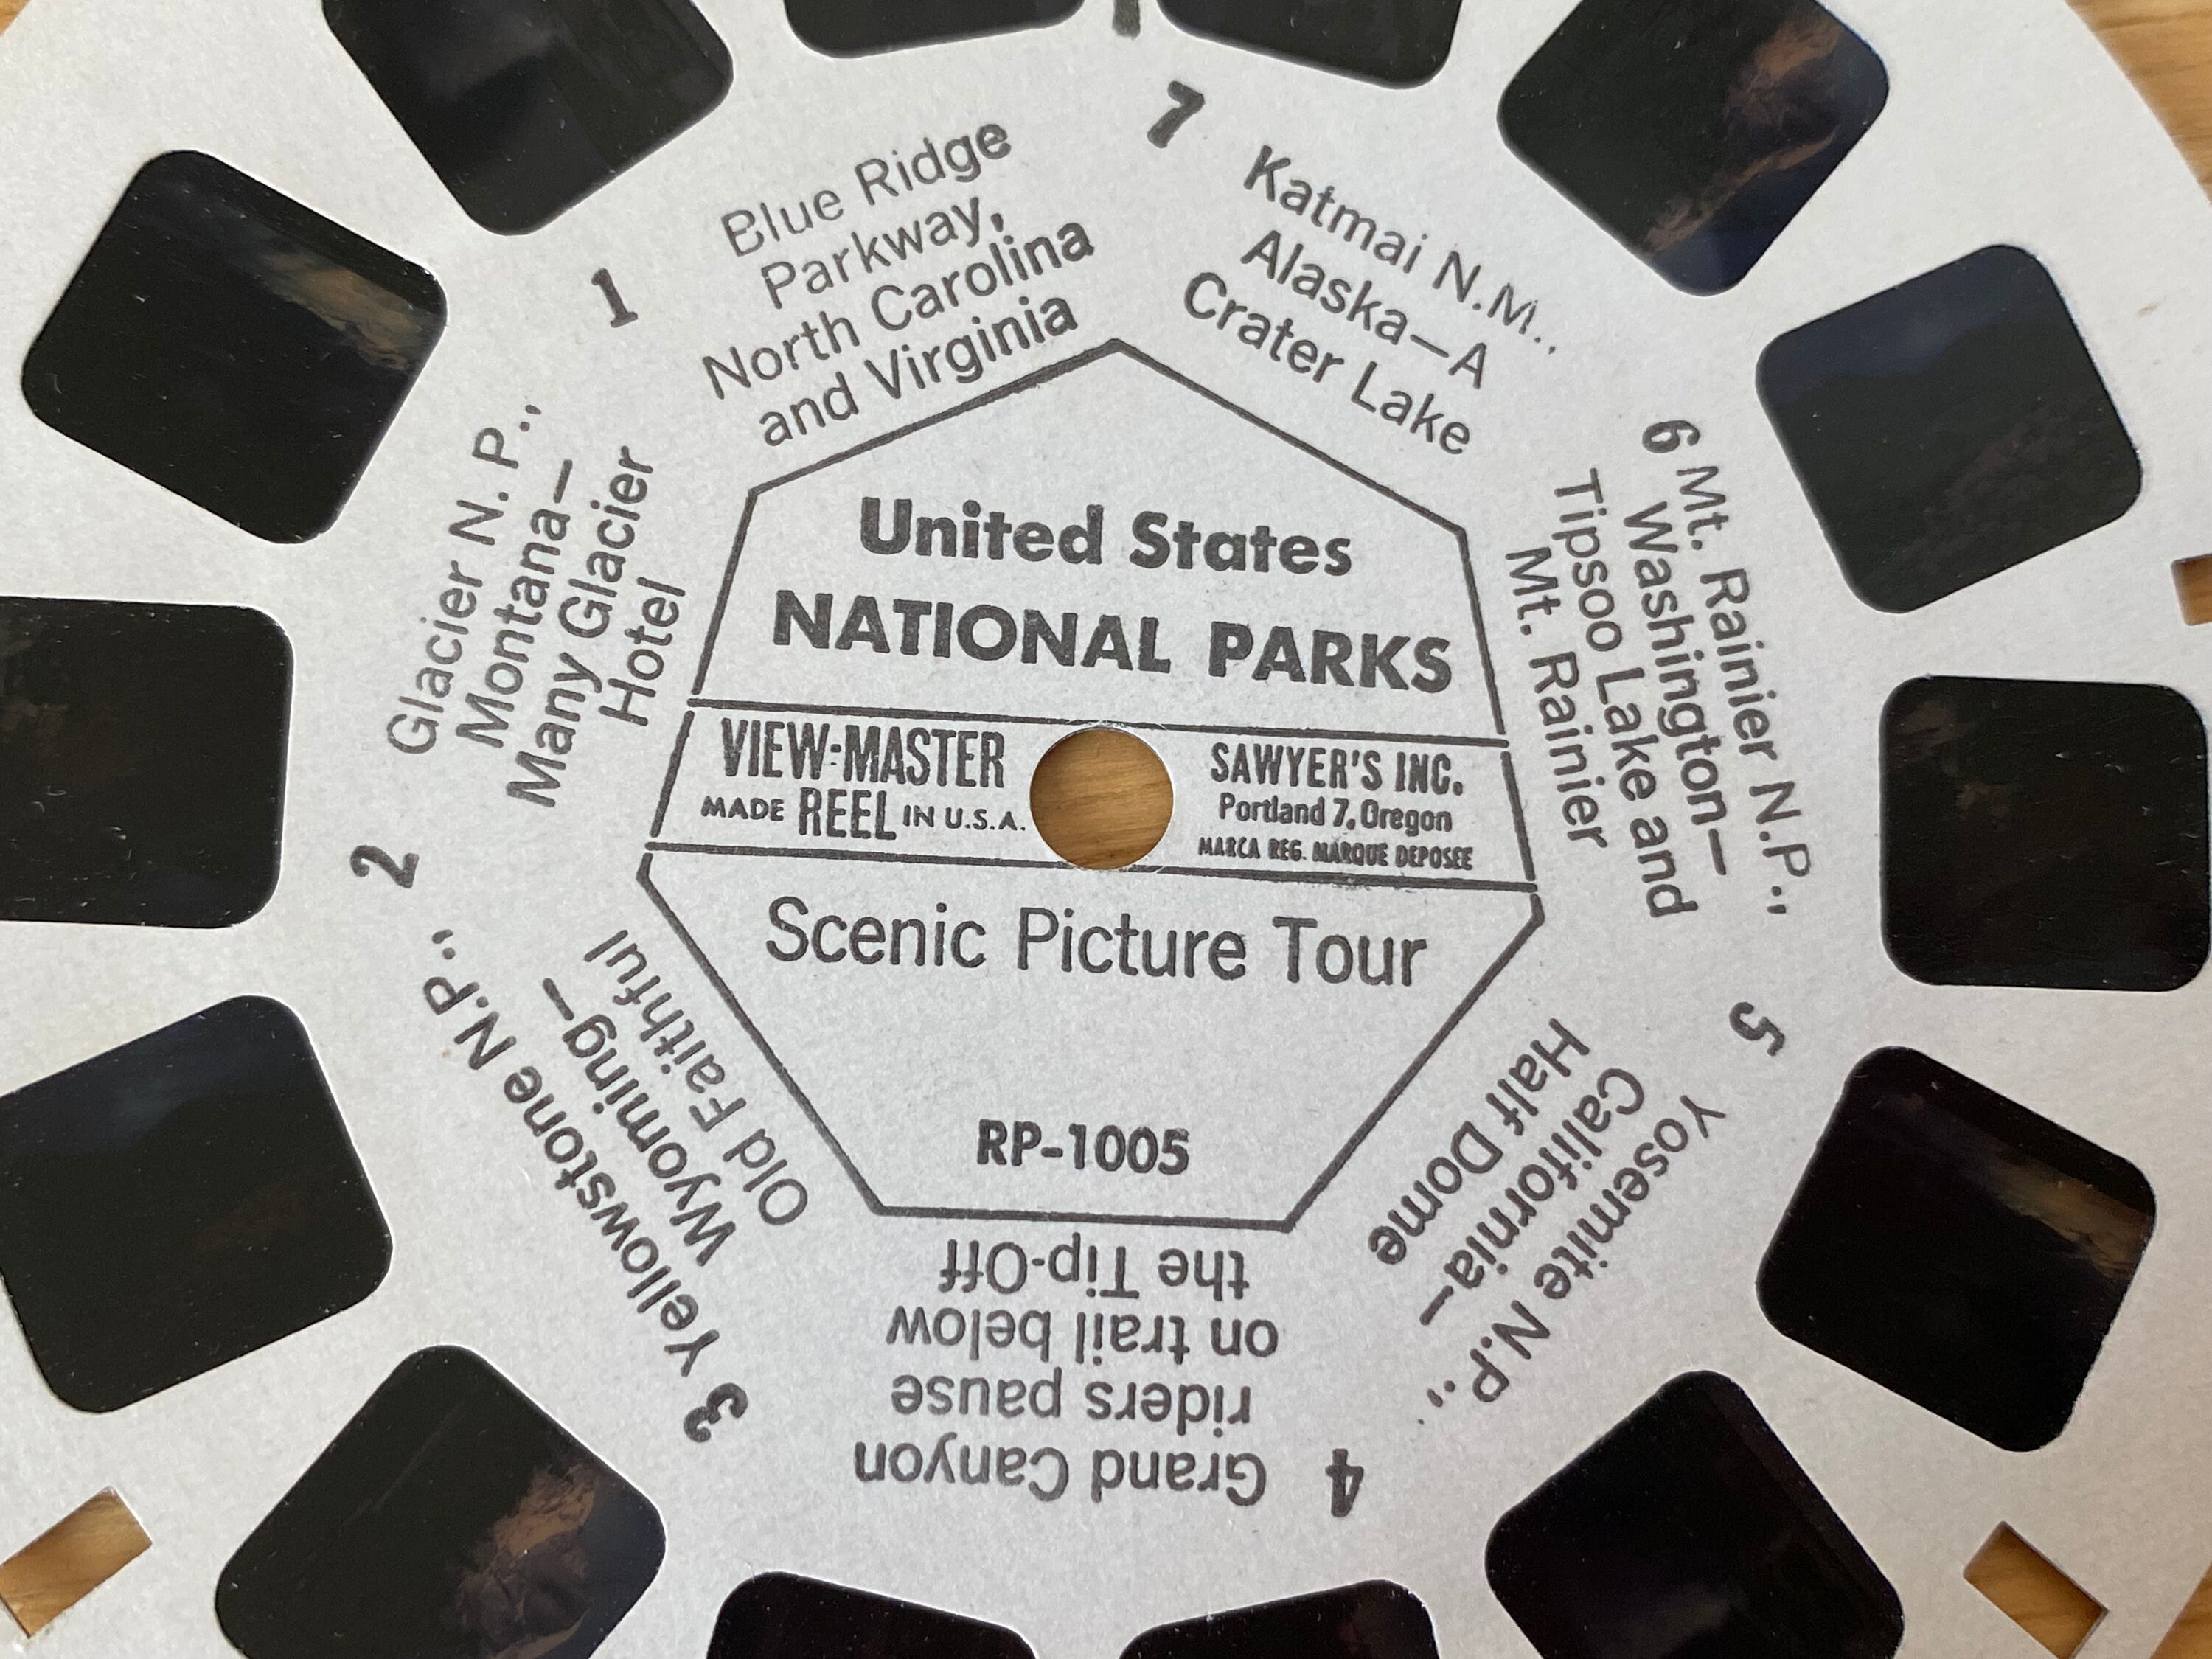 United States
NATIONAL PARKS
VIEW-MASTER
MADE REEL IN U.S.A.
SAWYER'S INC.
Portland 7, Oregon
MARCA REG. MARQUE DEPOSEE
Scenic Picture Tour
RP-1005
1
Blue Ridge
Parkway,
North Carolina
and Virginia
2
Glacier N. P.,
Montana—
Many Glacier
Hotel
3
Yellowstone N.P.,
Wyoming—
Old Faithful
4
Grand Canyon
riders pause
on trail below
the Tip-Off
5
Yosemite N.P.,
California—
Half Dome
6
Mt. Rainier N.P.,
Washington—
Tipsoo Lake and
Mt. Rainier
7
Katmai N.M.,
Alaska—A
Crater Lake